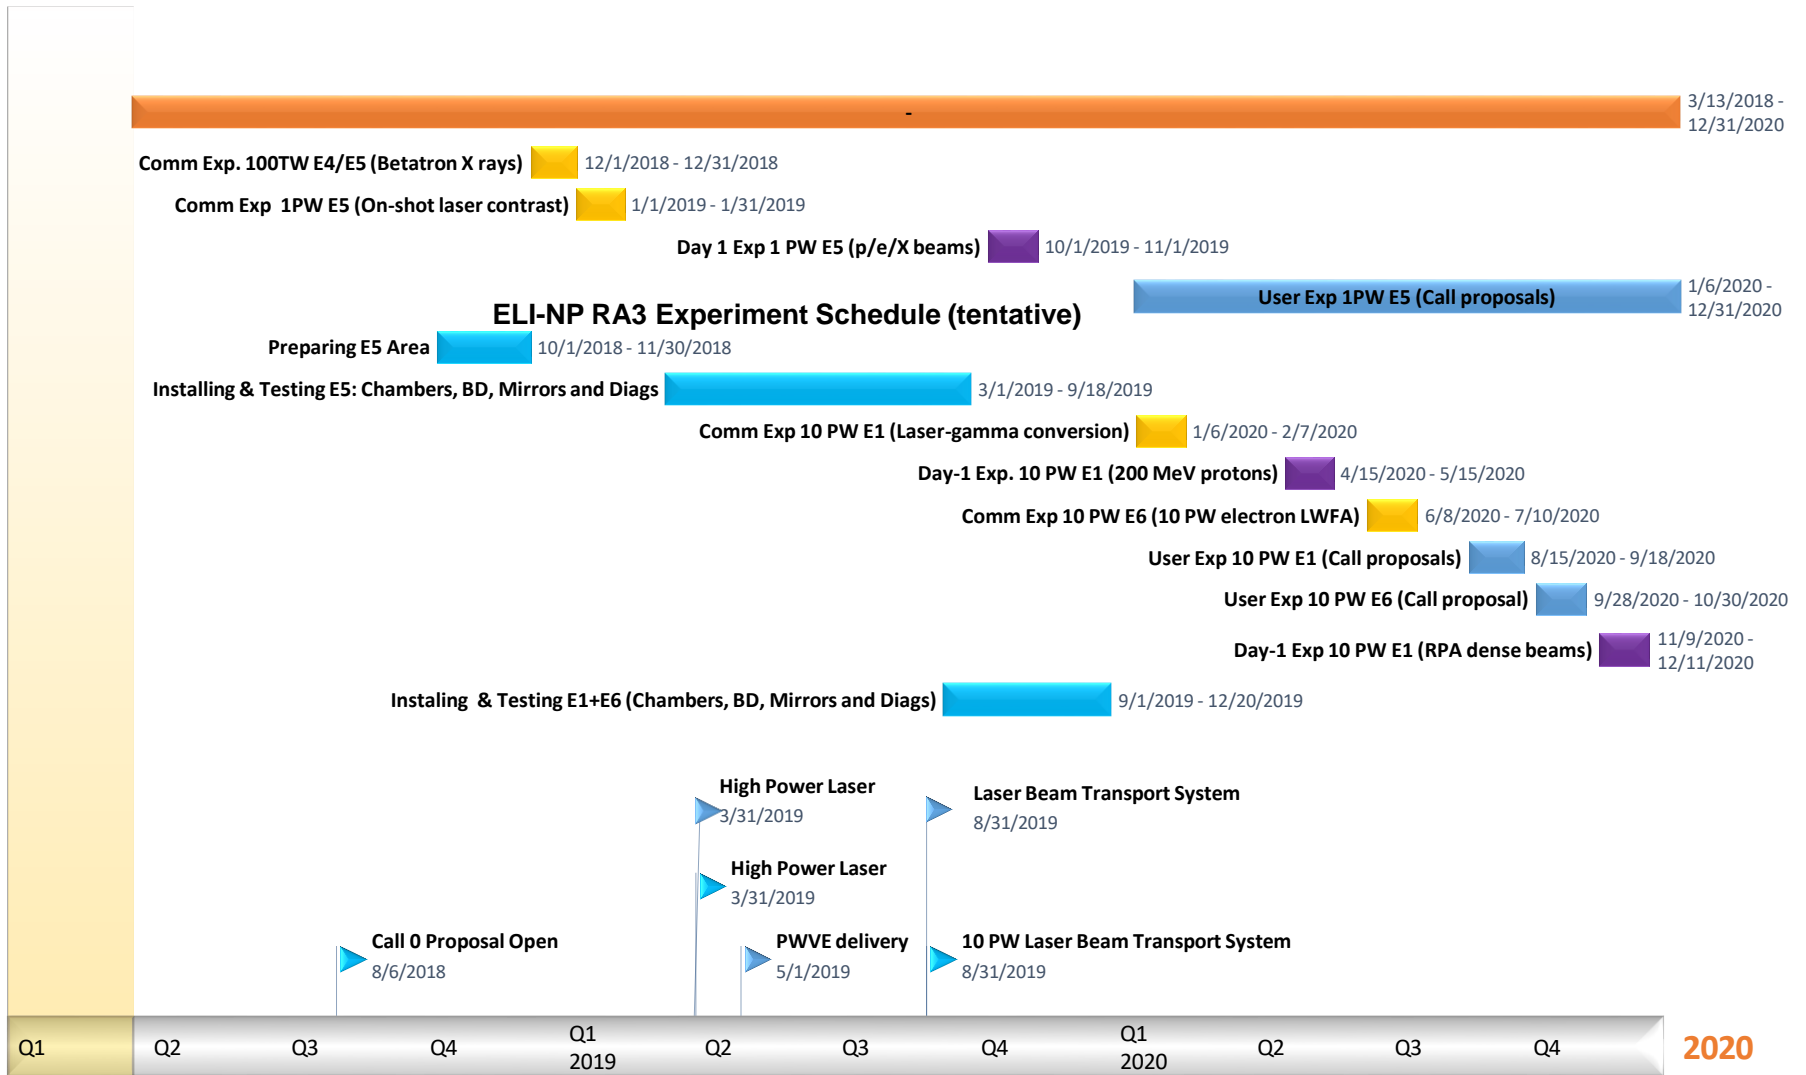 -
3/13/2018 -
12/31/2020
Comm Exp. 100TW E4/E5 (Betatron X rays)
12/1/2018 - 12/31/2018
Comm Exp  1PW E5 (On-shot laser contrast)
1/1/2019 - 1/31/2019
Day 1 Exp 1 PW E5 (p/e/X beams)
10/1/2019 - 11/1/2019
User Exp 1PW E5 (Call proposals)
1/6/2020 -
12/31/2020
ELI-NP RA3 Experiment Schedule (tentative)
Preparing E5 Area
10/1/2018 - 11/30/2018
Installing & Testing E5: Chambers, BD, Mirrors and Diags
3/1/2019 - 9/18/2019
Comm Exp 10 PW E1 (Laser-gamma conversion)
1/6/2020 - 2/7/2020
Day-1 Exp. 10 PW E1 (200 MeV protons)
4/15/2020 - 5/15/2020
Comm Exp 10 PW E6 (10 PW electron LWFA)
6/8/2020 - 7/10/2020
User Exp 10 PW E1 (Call proposals)
8/15/2020 - 9/18/2020
User Exp 10 PW E6 (Call proposal)
9/28/2020 - 10/30/2020
Day-1 Exp 10 PW E1 (RPA dense beams)
11/9/2020 -
12/11/2020
Instaling  & Testing E1+E6 (Chambers, BD, Mirrors and Diags)
9/1/2019 - 12/20/2019
High Power Laser
3/31/2019
Laser Beam Transport System
8/31/2019
High Power Laser
3/31/2019
Call 0 Proposal Open
8/6/2018
PWVE delivery
5/1/2019
10 PW Laser Beam Transport System
8/31/2019
Q1
Q2
Q3
Q4
Q1
2019
Q2
Q3
Q4
Q1
2020
Q2
Q3
Q4
2020